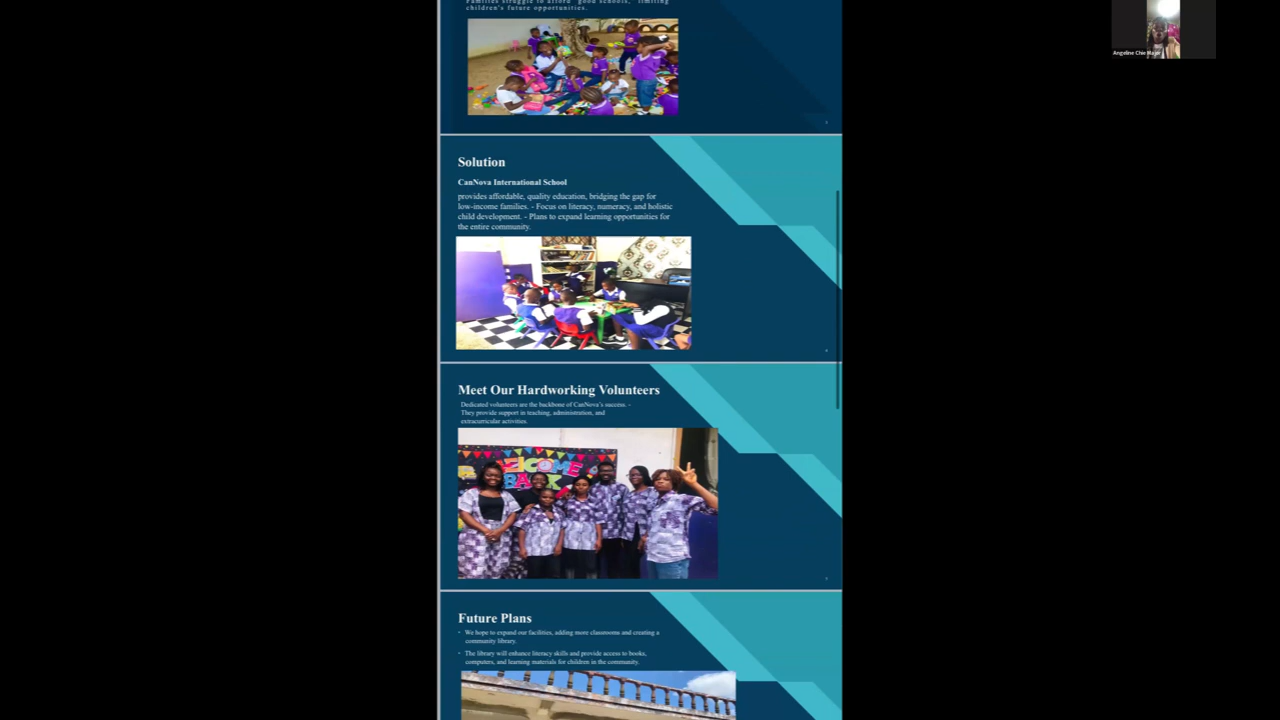 Families struggle to afford "good schools," limiting
children's future opportunities.
Solution
CanNova International School
provides affordable, quality education, bridging the gap for
low-income families. - Focus on literacy, numeracy, and holistic
child development. - Plans to expand learning opportunities for
the entire community.
Meet Our Hardworking Volunteers
Dedicated volunteers are the backbone of CanNova's success. -
They provide support in teaching, administration, and
extracurricular activities.
WELCOME
BACK
Future Plans
• We hope to expand our facilities, adding more classrooms and creating a
community library.
• The library will enhance literacy skills and provide access to books,
computers, and learning materials for children in the community.
Angeline Chie